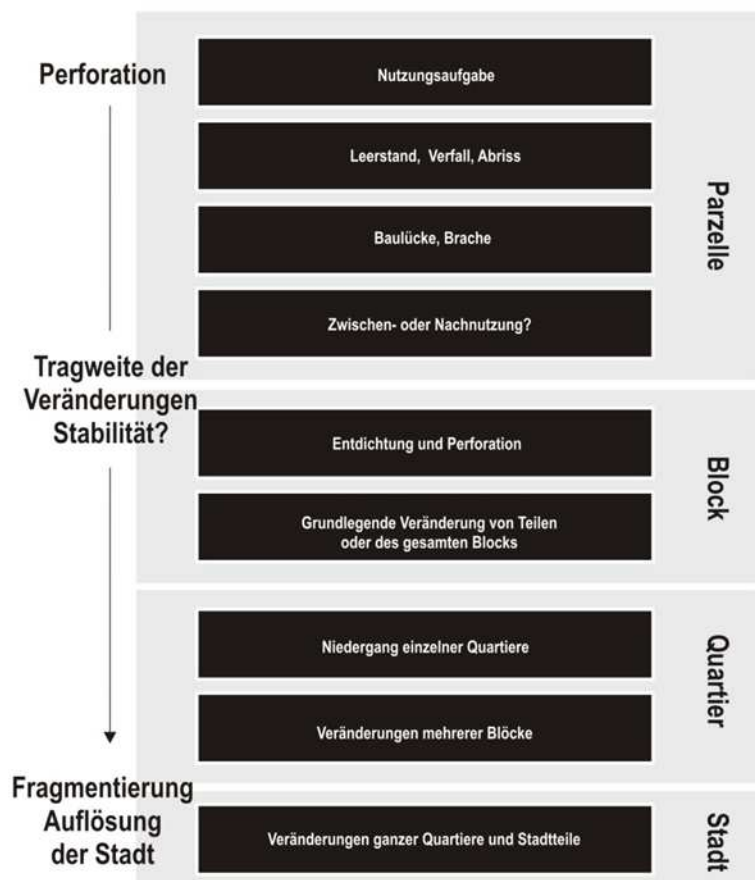 Perforation
Nutzungsaufgabe
Leerstand, Verfall, Abriss
Baulücke, Brache
Zwischen- oder Nachnutzung?
Parzelle
Tragweite der
Veränderungen
Stabilität?
Entdichtung und Perforation
Grundlegende Veränderung von Teilen
oder des gesamten Blocks
Block
Niedergang einzelner Quartiere
Veränderungen mehrerer Blöcke
Quartier
Fragmentierung
Auflösung
der Stadt
Veränderungen ganzer Quartiere und Stadtteile
Stadt